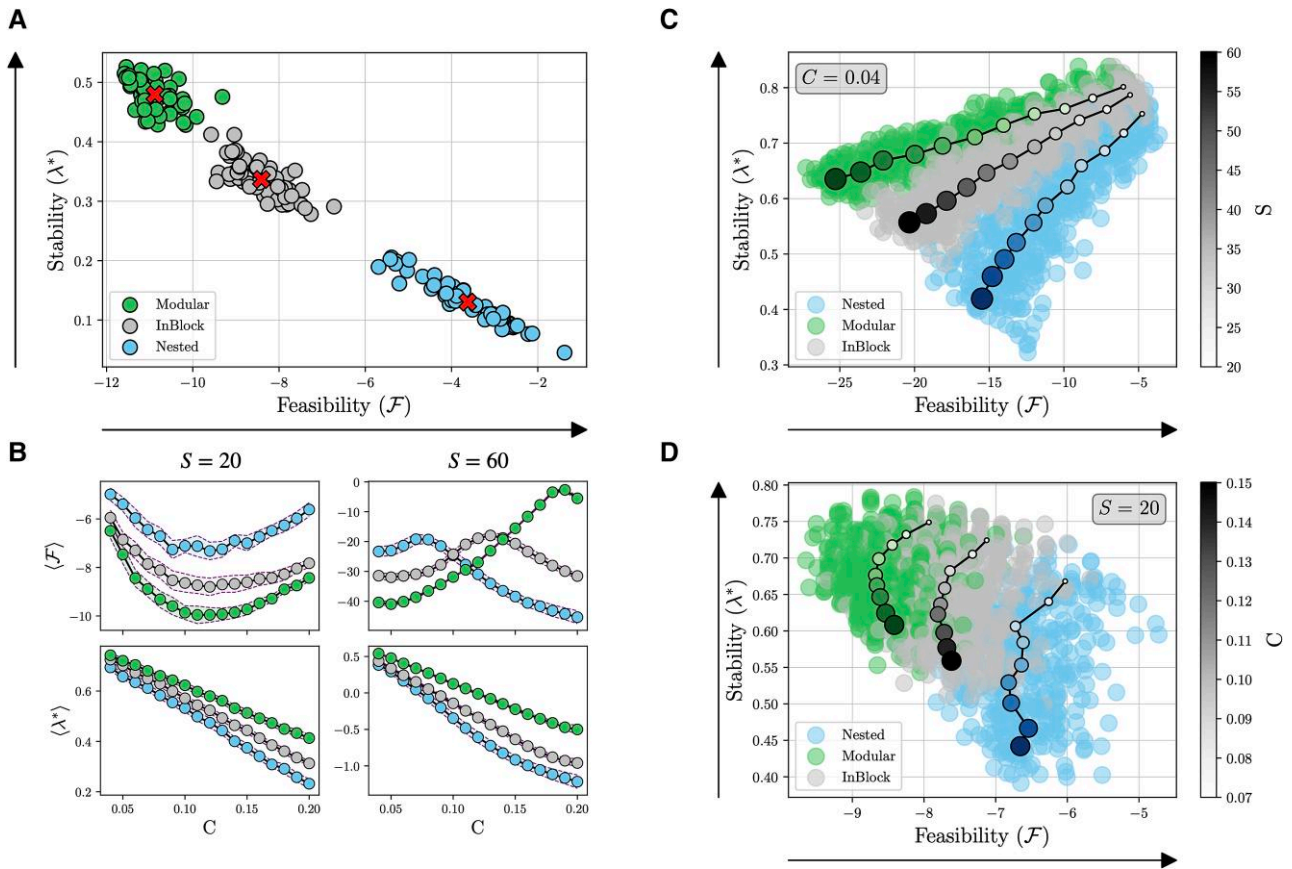 A
Stability (λ*)
0.5
0.4
0.3
0.2
0.1
Modular
InBlock
Nested
−12
−10
−8
−6
−4
−2
Feasibility (ℱ)
B
S = 20
S = 60
⟨ℱ⟩
−6
−8
−10
0
−10
−20
−30
−40
⟨λ*⟩
0.6
0.4
0.2
0.5
0.0
−0.5
−1.0
0.05
0.10
0.15
0.20
C
0.05
0.10
0.15
0.20
C
C
C = 0.04
Stability (λ*)
0.8
0.7
0.6
0.5
0.4
0.3
Nested
Modular
InBlock
−25
−20
−15
−10
−5
Feasibility (ℱ)
60
55
50
45
40
35
30
25
20
S
D
S = 20
Stability (λ*)
0.80
0.75
0.70
0.65
0.60
0.55
0.50
0.45
0.40
Nested
Modular
InBlock
−9
−8
−7
−6
−5
Feasibility (ℱ)
0.15
0.14
0.13
0.12
0.11
0.10
0.09
0.08
0.07
C